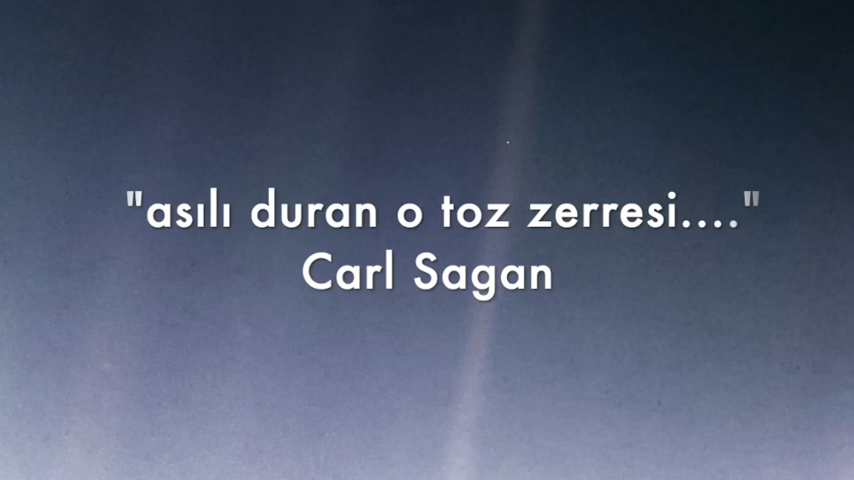 "asılı duran o toz zerresi...."
Carl Sagan